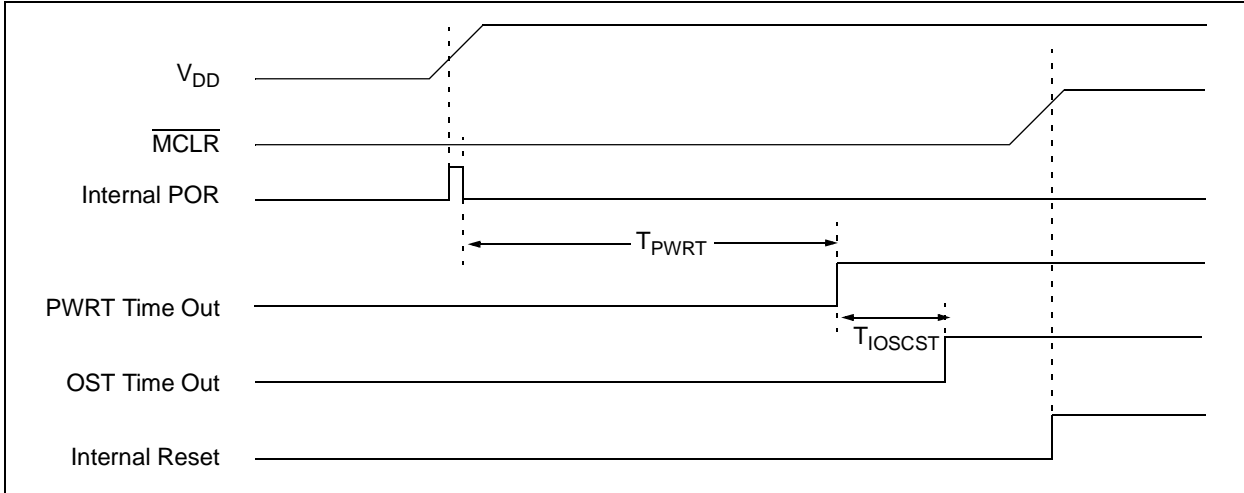 VDD
MCLR
Internal POR
TPWRT
PWRT Time Out
TIOSCST
OST Time Out
Internal Reset